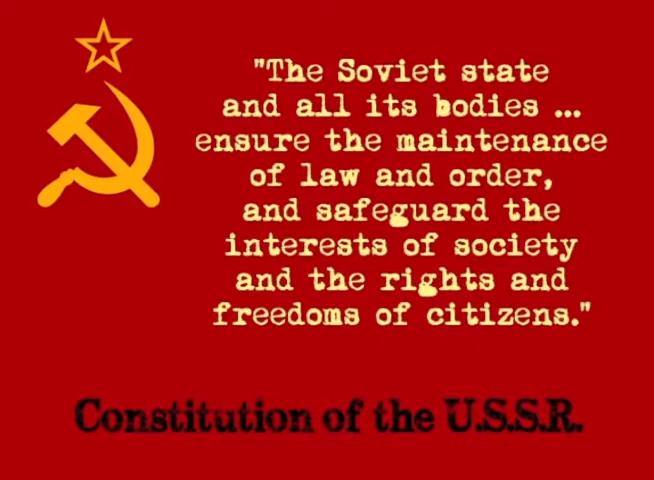 "The Soviet state
and all its bodies ...
ensure the maintenance
of law and order,
and safeguard the
interests of society
and the rights and
freedoms of citizens."
Constitution of the U.S.S.R.